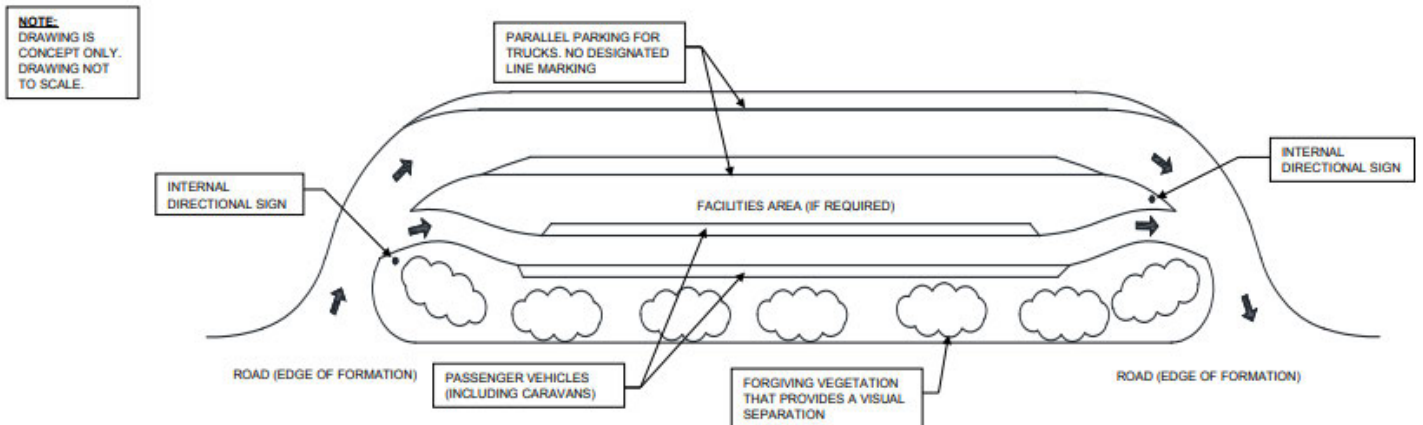 NOTE:
DRAWING IS
CONCEPT ONLY.
DRAWING NOT
TO SCALE.
PARALLEL PARKING FOR
TRUCKS. NO DESIGNATED
LINE MARKING
INTERNAL
DIRECTIONAL SIGN
INTERNAL
DIRECTIONAL SIGN
FACILITIES AREA (IF REQUIRED)
ROAD (EDGE OF FORMATION)
PASSENGER VEHICLES
(INCLUDING CARAVANS)
FORGIVING VEGETATION
THAT PROVIDES A VISUAL
SEPARATION
ROAD (EDGE OF FORMATION)